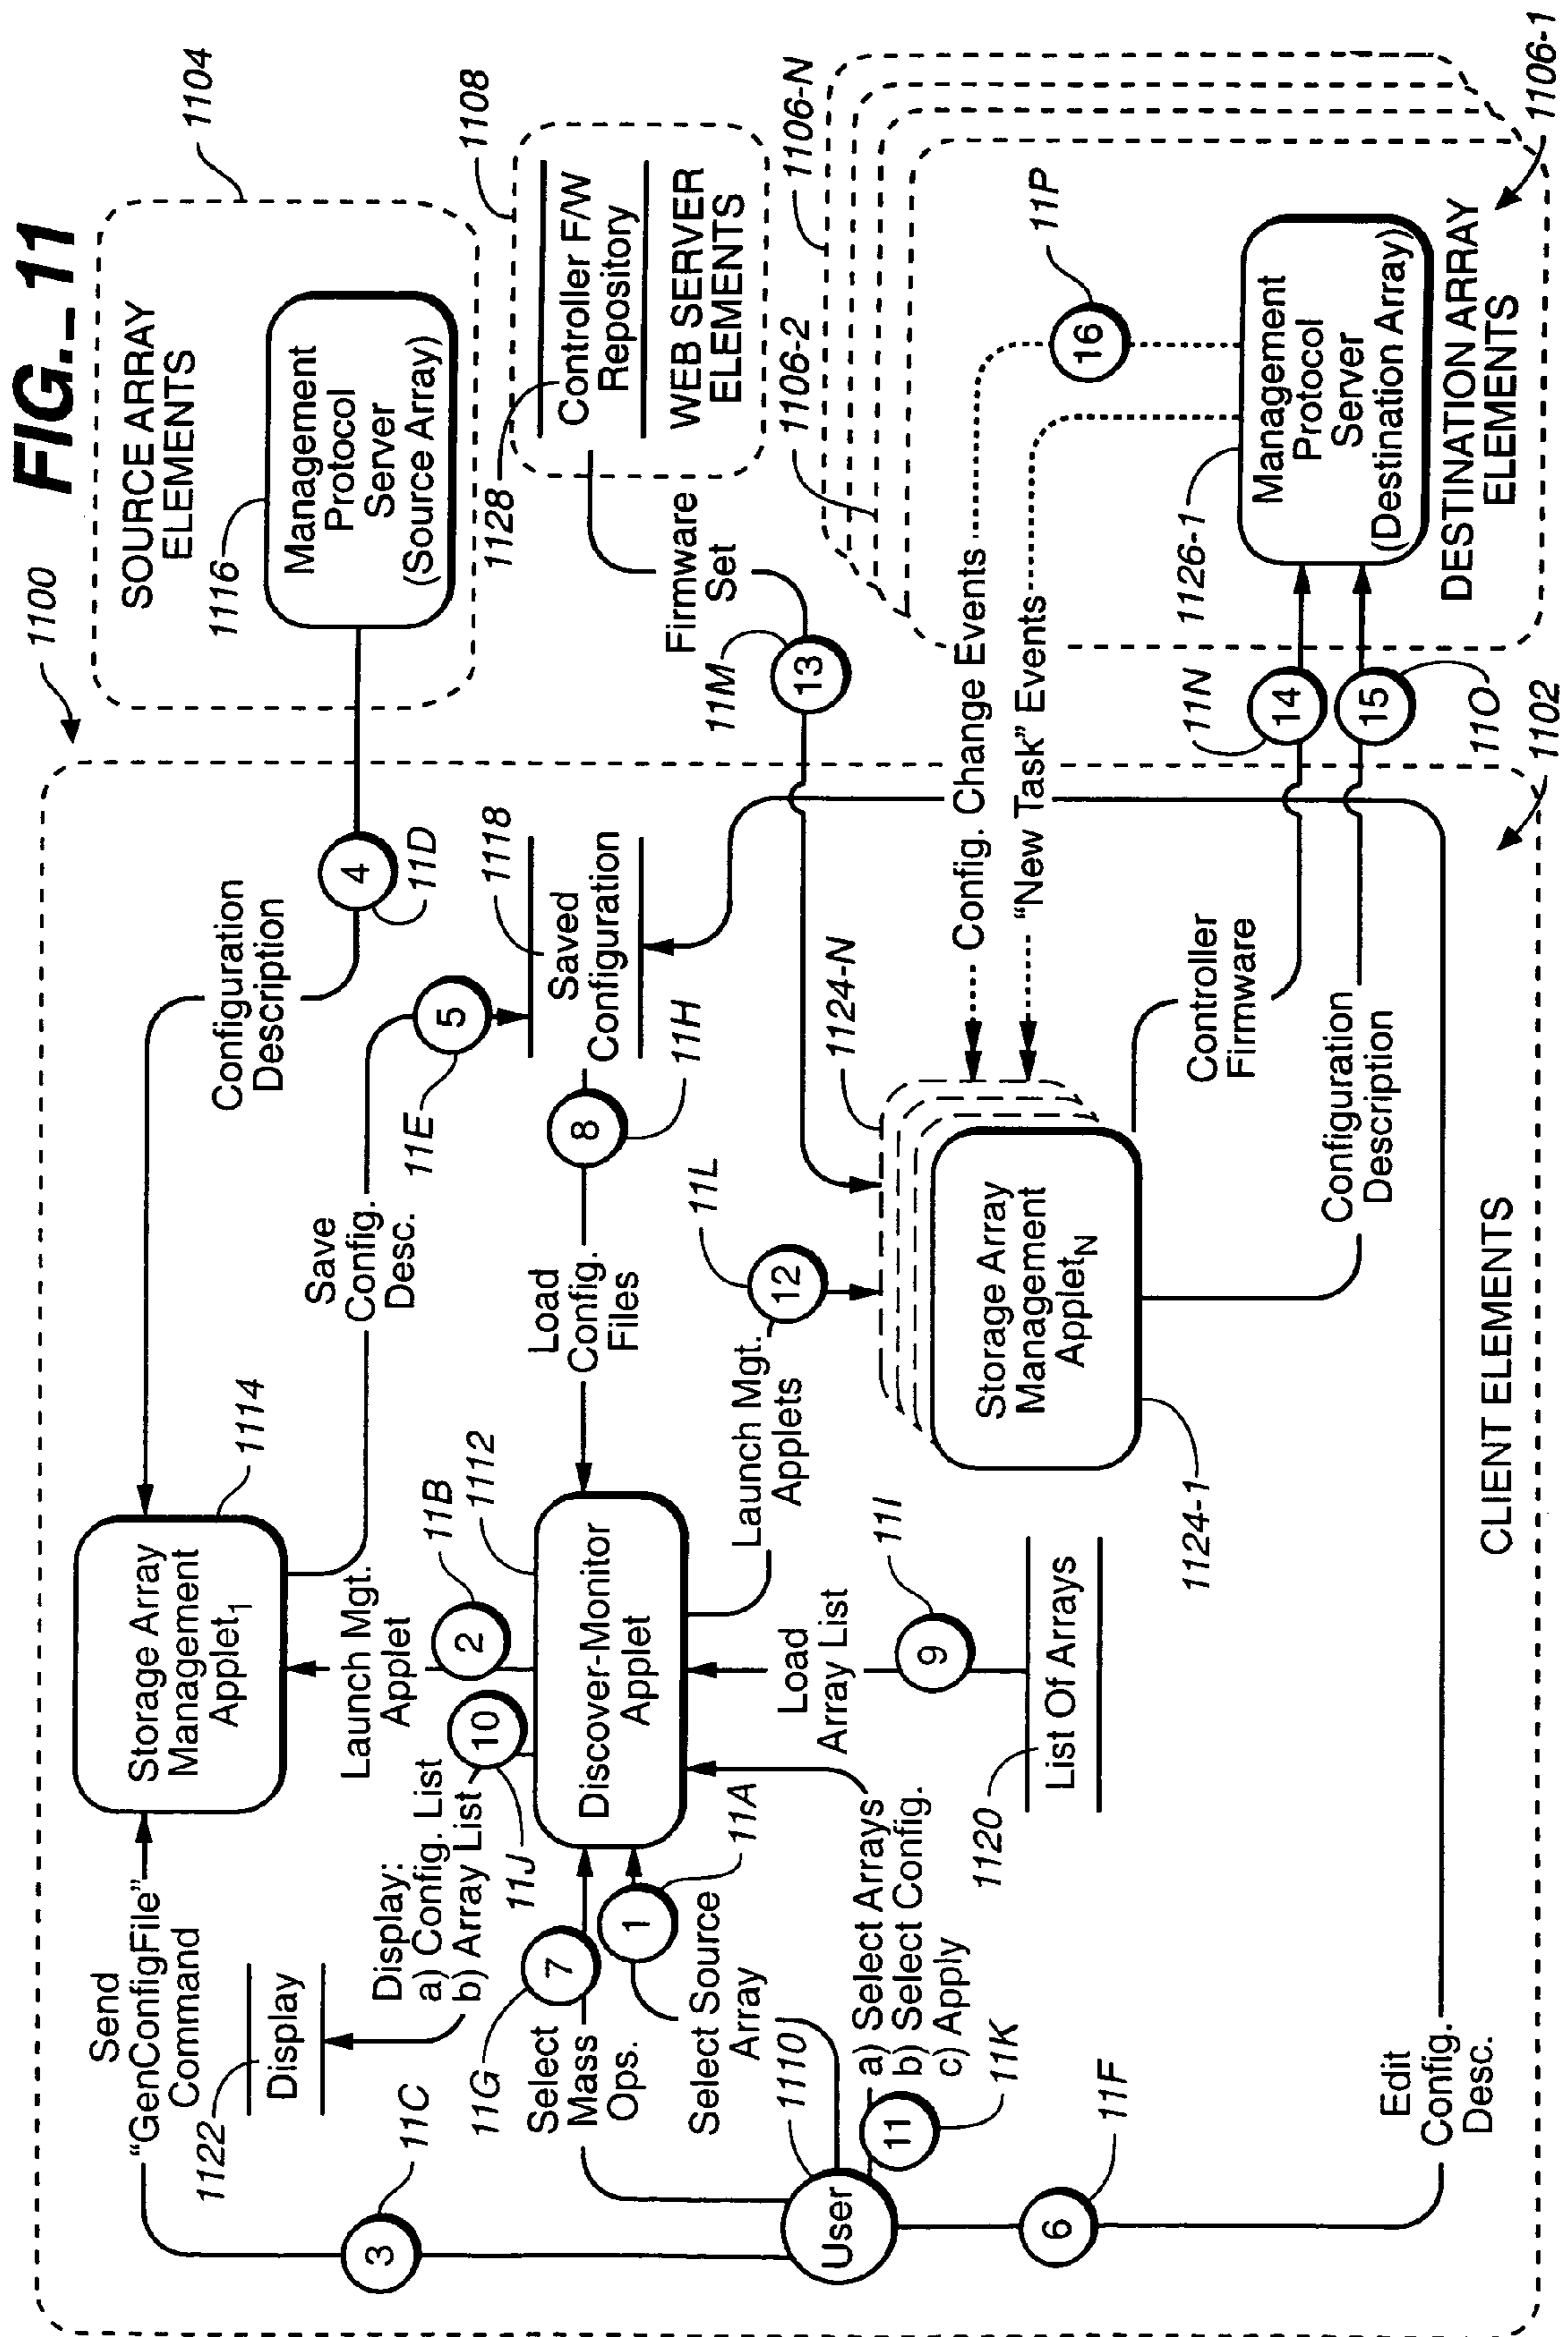 FIG._11
1100
SOURCE ARRAY
ELEMENTS
1104
1116
Management
Protocol
Server
(Source Array)
1108
1128
Controller F/W
Repository
WEB SERVER
ELEMENTS
Firmware
Set
11M
13
1106-N
1106-2
11P
16
1126-1
Management
Protocol
Server
(Destination Array)
DESTINATION ARRAY
ELEMENTS
1106-1
Config. Change Events
"New Task" Events
11N
14
15
11O
1102
Configuration
Description
4
11D
Storage Array
Management
Applet1
1114
Save
Config.
Desc.
5
11E
1118
Saved
Configuration
8
11H
Load
Config.
Files
Send
"GenConfigFile"
Command
3
11C
1122
Display
Display:
a) Config. List
b) Array List
10
11J
Launch Mgt.
Applet
2
11B
1112
Discover-Monitor
Applet
7
11G
Select
Mass
Ops.
1
11A
Select Source
Array
1110
User
11
11K
a) Select Arrays
b) Select Config.
c) Apply
Load
Array List
9
11I
1120
List Of Arrays
Launch Mgt.
Applets
12
11L
1124-N
Storage Array
Management
AppletN
1124-1
Controller
Firmware
Configuration
Description
6
11F
Edit
Config.
Desc.
CLIENT ELEMENTS